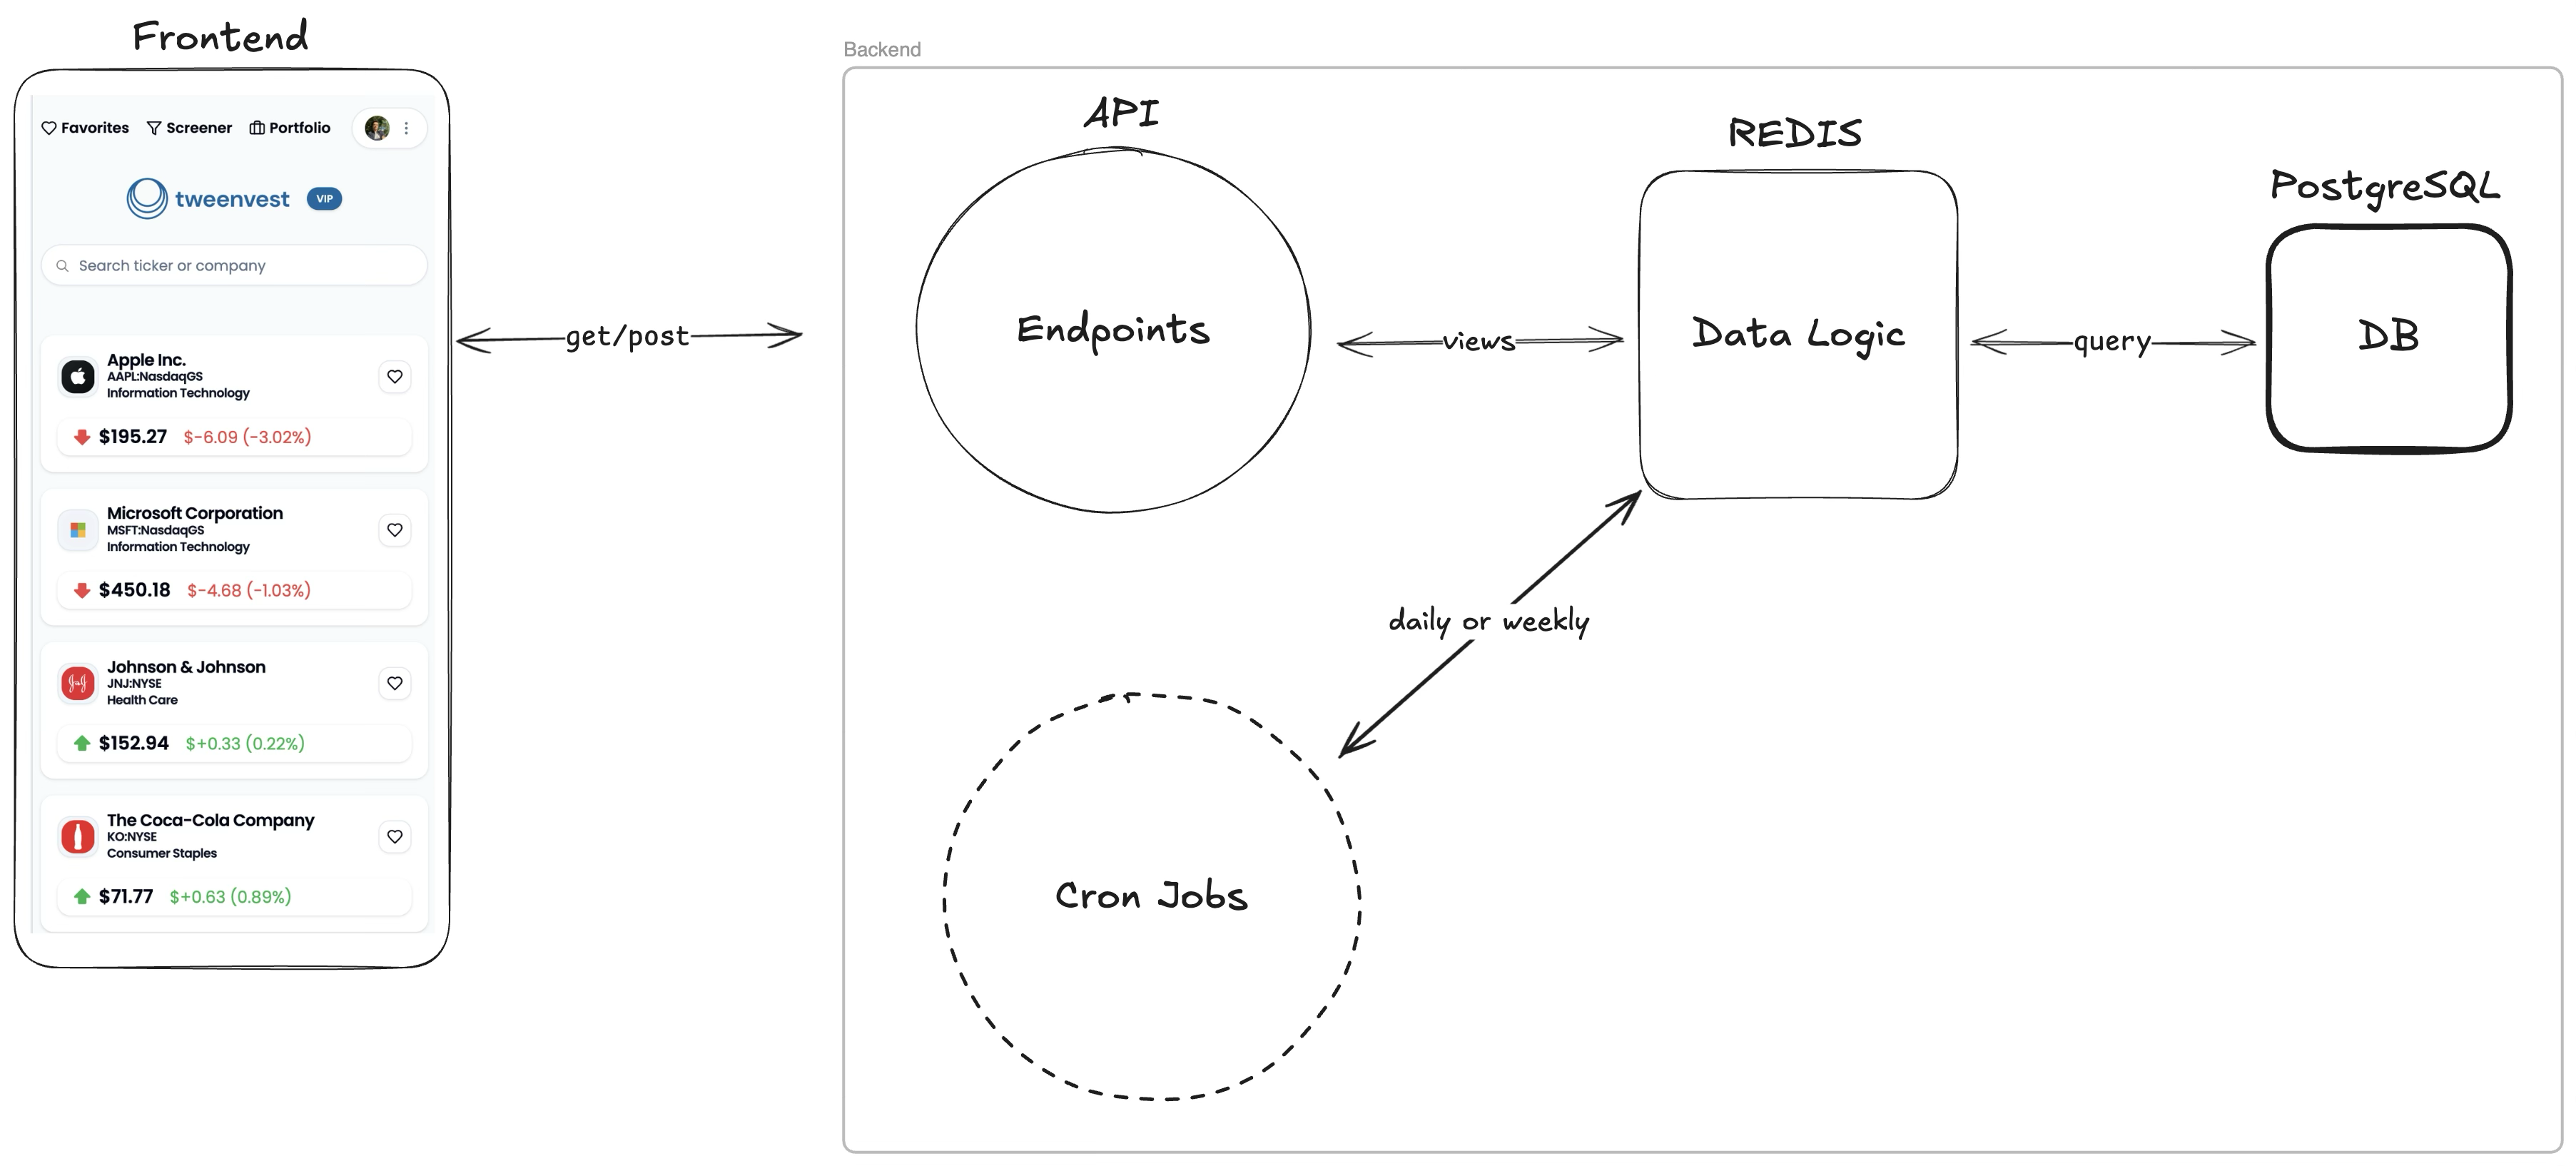 Frontend
Favorites Screener Portfolio
tweenvest VIP
Search ticker or company
Apple Inc.
AAPL:NasdaqGS
Information Technology
$195.27 $-6.09 (-3.02%)
Microsoft Corporation
MSFT:NasdaqGS
Information Technology
$450.18 $-4.68 (-1.03%)
Johnson & Johnson
J&J
JNJ:NYSE
Health Care
$152.94 $+0.33 (0.22%)
The Coca-Cola Company
KO:NYSE
Consumer Staples
$71.77 $+0.63 (0.89%)
get/post
Backend
API
Endpoints
views
REDIS
Data Logic
query
PostgreSQL
DB
daily or weekly
Cron Jobs